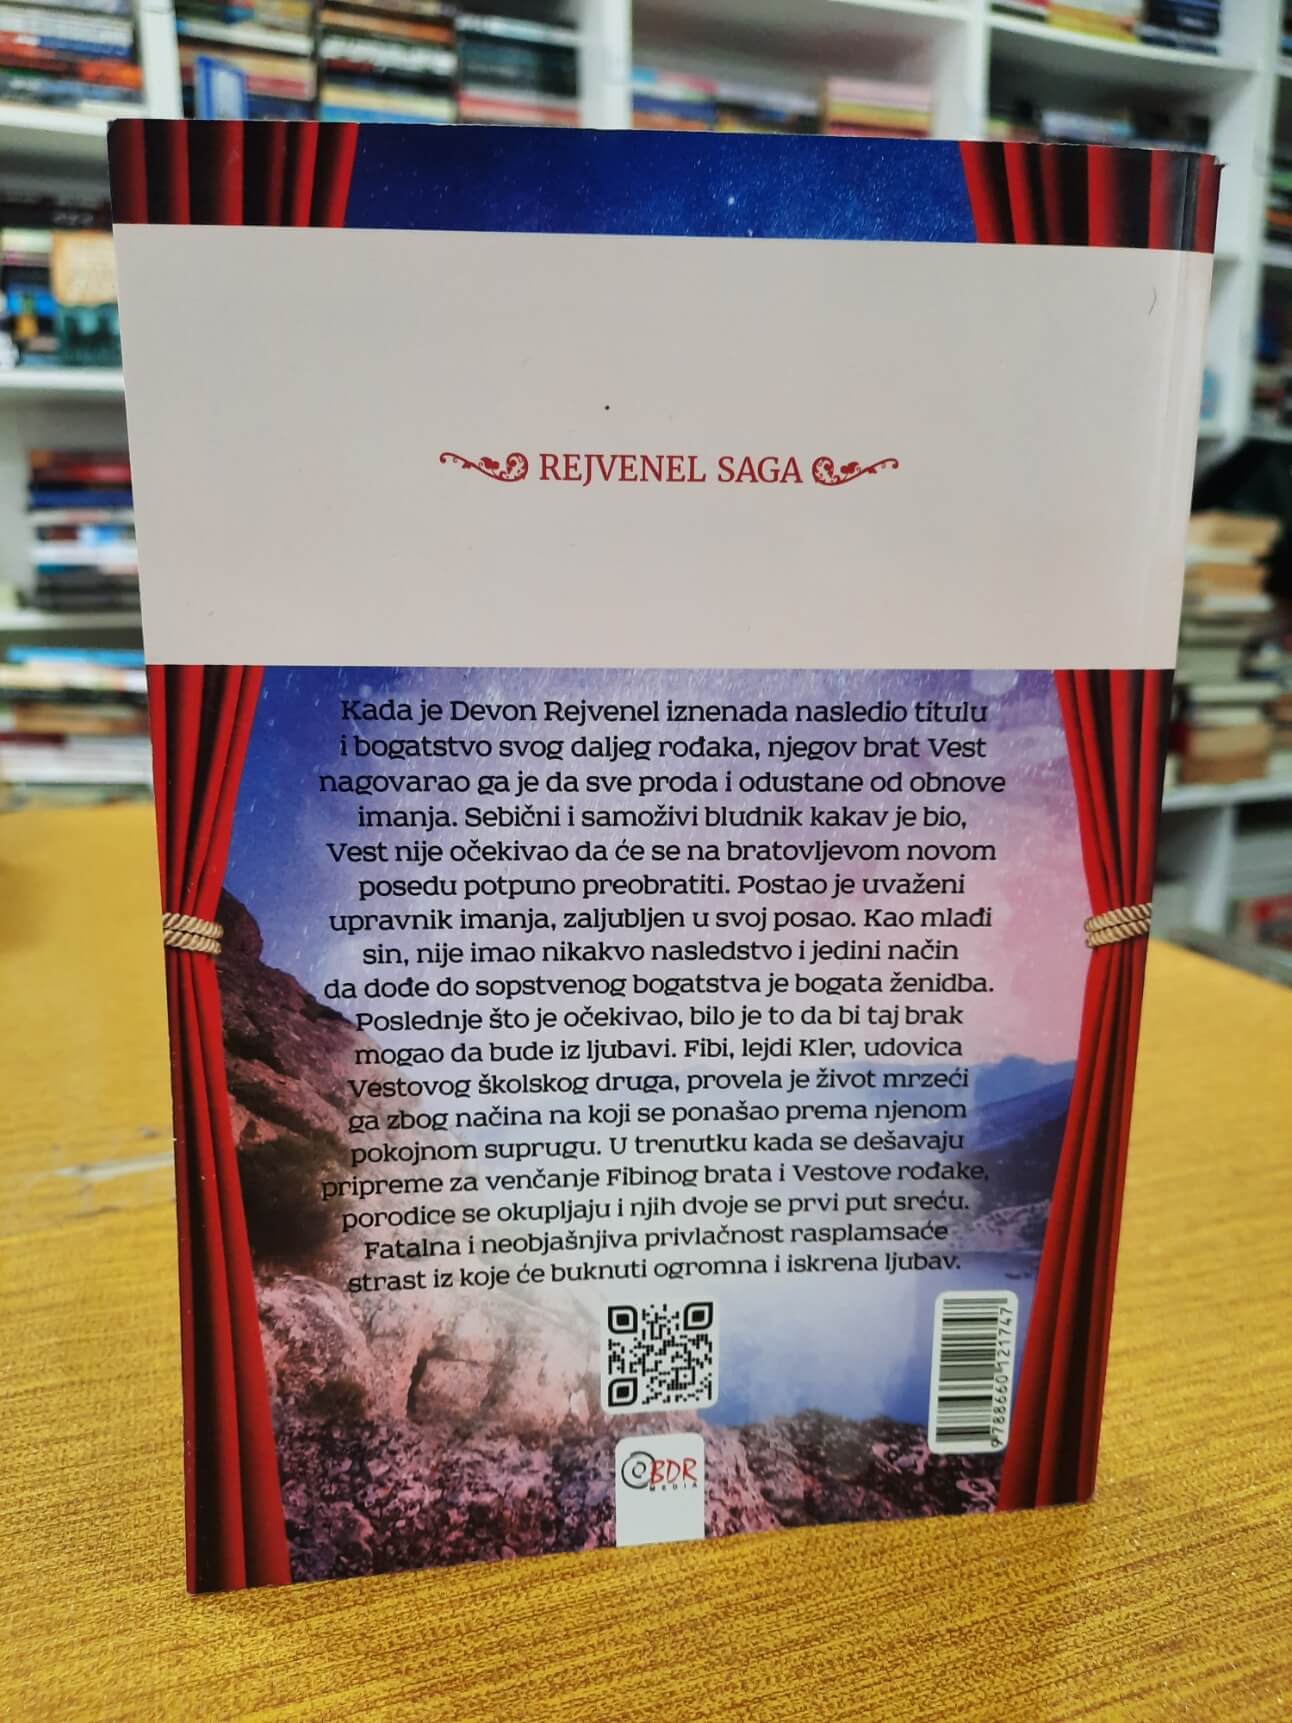 REJVENEL SAGA
Kada je Devon Rejvenel iznenada nasledio titulu
i bogatstvo svog daljeg rođaka, njegov brat Vest
nagovarao ga je da sve proda i odustane od obnove
imanja. Sebični i samoživi bludnik kakav je bio,
Vest nije očekivao da će se na bratovljevom novom
posedu potpuno preobratiti. Postao je uvaženi
upravnik imanja, zaljubljen u svoj posao. Kao mlađi
sin, nije imao nikakvo nasledstvo i jedini način
da dođe do sopstvenog bogatstva je bogata ženidba.
Poslednje što je očekivao, bilo je to da bi taj brak
mogao da bude iz ljubavi. Fibi, lejdi Kler, udovica
Vestovog školskog druga, provela je život mrzeći
ga zbog načina na koji se ponašao prema njenom
pokojnom suprugu. U trenutku kada se dešavaju
pripreme za venčanje Fibinog brata i Vestove rođake,
porodice se okupljaju i njih dvoje se prvi put sreću.
Fatalna i neobjašnjiva privlačnost rasplamsaće
strast iz koje će buknuti ogromna i iskrena ljubav.
9788660121747
BDR
MEDIA